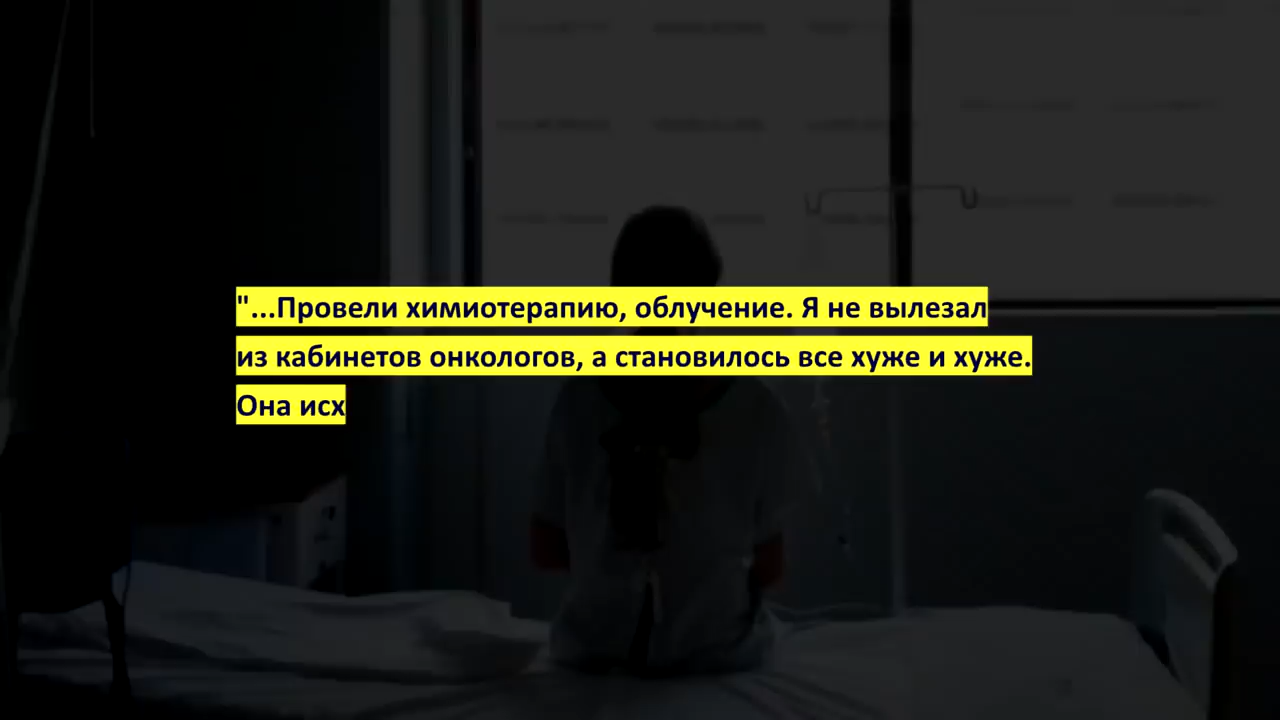 "...Провели химиотерапию, облучение. Я не вылезал
из кабинетов онкологов, а становилось все хуже и хуже.
Она исх